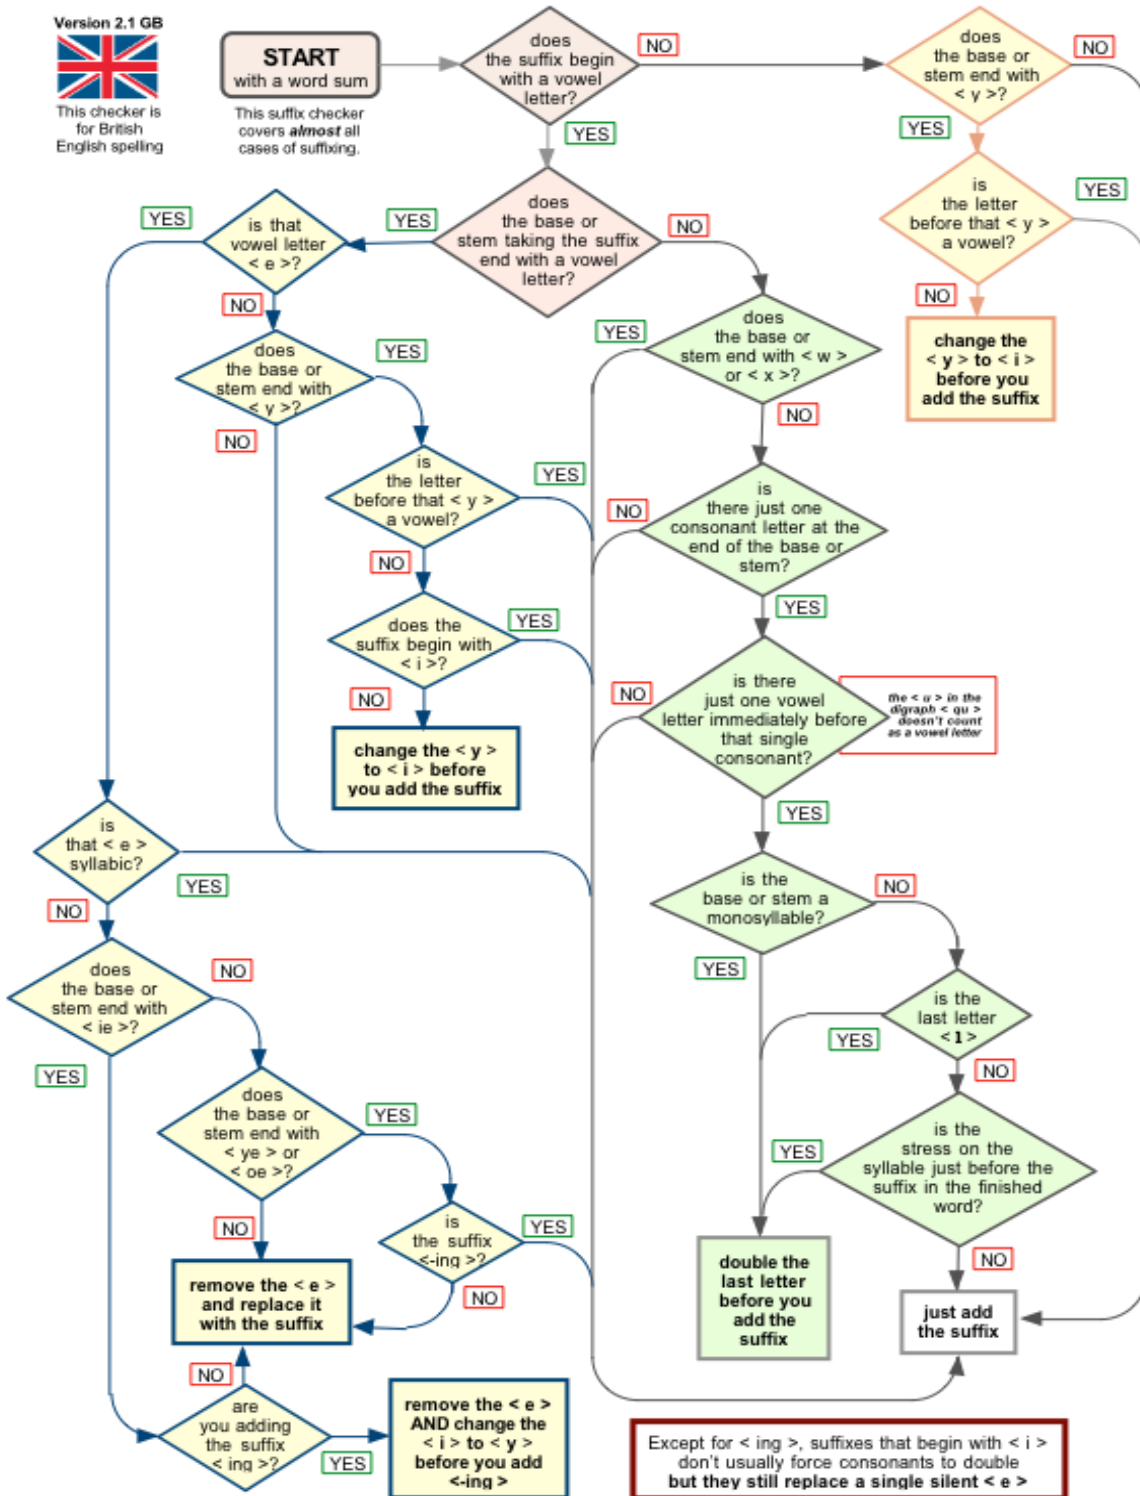 Version 2.1 GB
This checker is
for British
English spelling
START
with a word sum
This suffix checker
covers almost all
cases of suffixing.
does
the suffix begin
with a vowel
letter?
NO
YES
does
the base or
stem end with
< y >?
NO
YES
is
the letter
before that < y >
a vowel?
YES
NO
change the
< y > to < i >
before you
add the suffix
does
the base or
stem taking the suffix
end with a vowel
letter?
YES
NO
is that
vowel letter
< e >?
YES
NO
does
the base or
stem end with
< y >?
YES
NO
is
the letter
before that < y >
a vowel?
YES
NO
does the
suffix begin with
< i >?
YES
NO
change the < y >
to < i > before
you add the suffix
does
the base or
stem end with < w >
or < x >?
YES
NO
is
there just one
consonant letter at the
end of the base or
stem?
NO
YES
is there
just one vowel
letter immediately before
that single
consonant?
NO
YES
the < u > in the
digraph < qu >
doesn't count
as a vowel letter
is the
base or stem a
monosyllable?
NO
YES
is the
last letter
< l >
YES
NO
is the
stress on the
syllable just before the
suffix in the finished
word?
YES
NO
double the
last letter
before you
add the
suffix
just add
the suffix
is
that < e >
syllabic?
YES
NO
does
the base or
stem end with
< ie >?
NO
YES
does
the base or
stem end with
< ye > or
< oe >?
YES
NO
is
the suffix
<-ing >?
YES
NO
remove the < e >
and replace it
with the suffix
are
you adding
the suffix
< ing >?
NO
YES
remove the < e >
AND change the
< i > to < y >
before you add
<-ing >
Except for < ing >, suffixes that begin with < i >
don't usually force consonants to double
but they still replace a single silent < e >